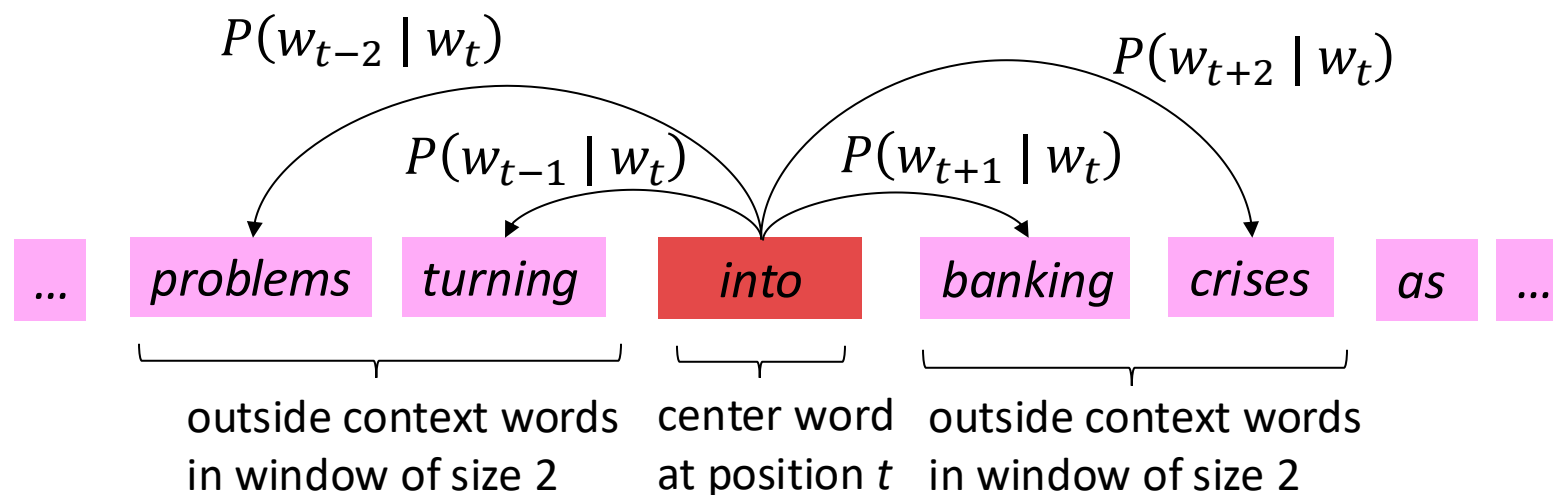 P(w_{t−2} | w_t)
P(w_{t+2} | w_t)
P(w_{t−1} | w_t)
P(w_{t+1} | w_t)
... problems turning into banking crises as ...
outside context words
in window of size 2
center word
at position t
outside context words
in window of size 2